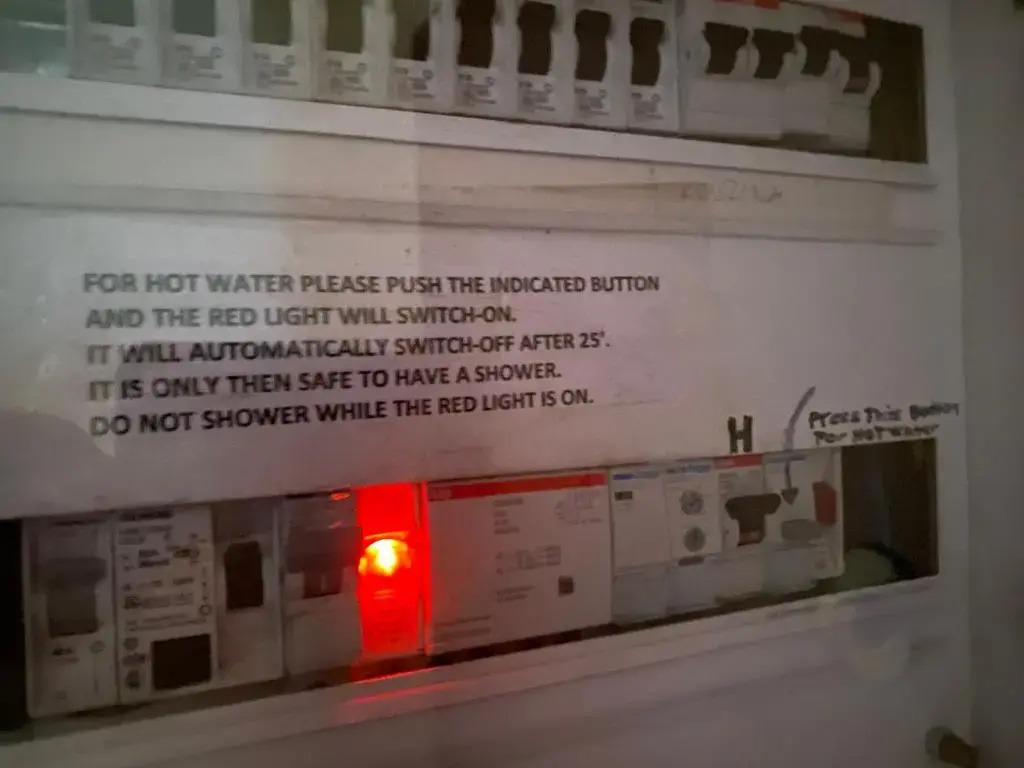 FOR HOT WATER PLEASE PUSH THE INDICATED BUTTON
AND THE RED LIGHT WILL SWITCH-ON.
IT WILL AUTOMATICALLY SWITCH-OFF AFTER 25'.
IT IS ONLY THEN SAFE TO HAVE A SHOWER.
DO NOT SHOWER WHILE THE RED LIGHT IS ON.
H
Press This Button
For Hot water